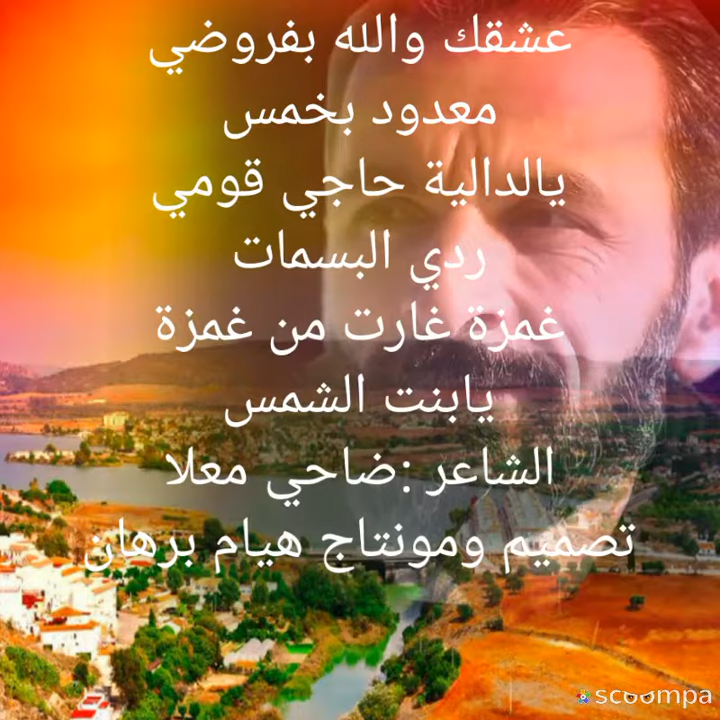 عشقك والله بفروضي
معدود بخمس
يالدالية حاجي قومي
ردي البسمات
غمزة غارت من غمزة
يابنت الشمس
الشاعر :ضاحي معلا
تصميم ومونتاج هيام برهان
scoompa